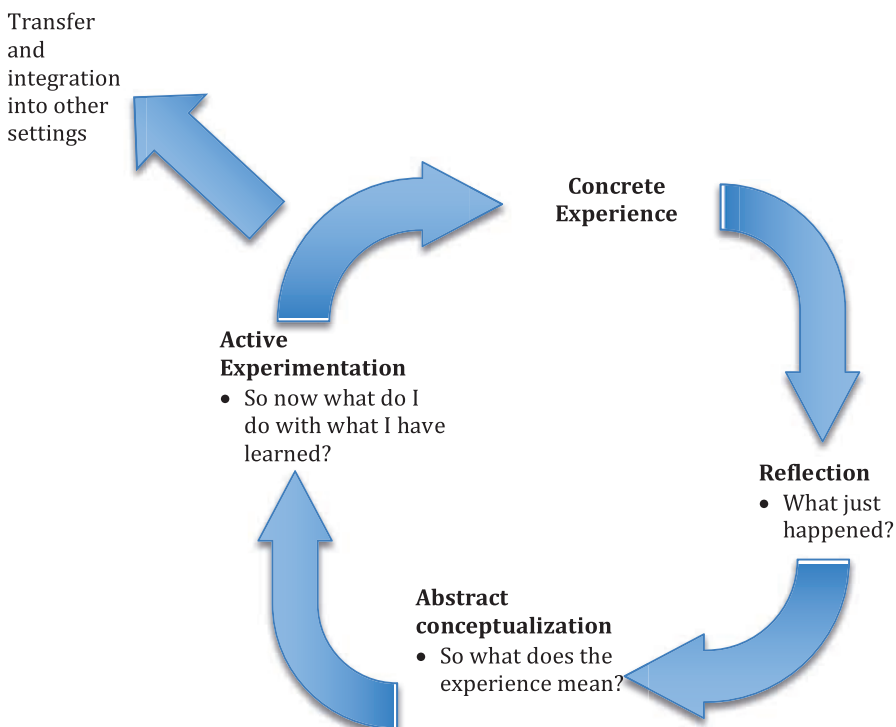 Transfer
and
integration
into other
settings
Concrete
Experience
Reflection
• What just
happened?
Abstract
conceptualization
• So what does the
experience mean?
Active
Experimentation
• So now what do I
do with what I have
learned?